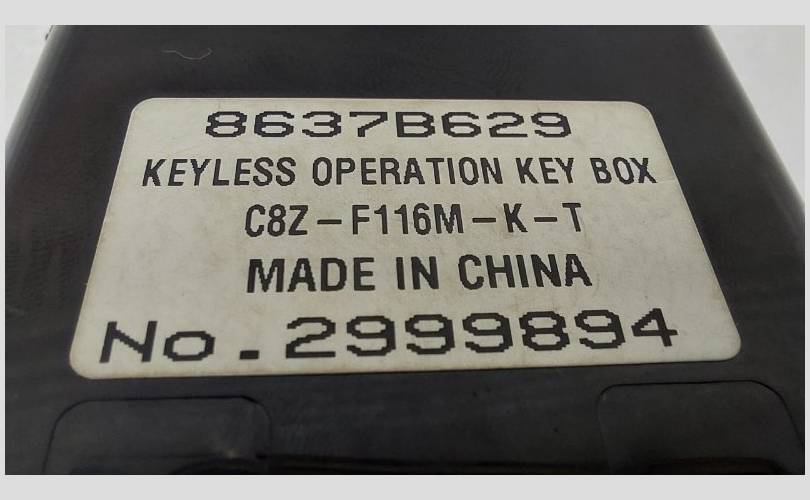 8637B629
KEYLESS OPERATION KEY BOX
C8Z-F116M-K-T
MADE IN CHINA
No.2999894